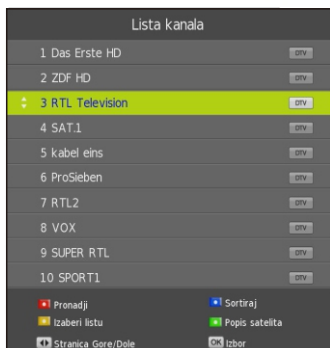 Lista kanala
1 Das Erste HD DTV
2 ZDF HD DTV
3 RTL Television DTV
4 SAT.1 DTV
5 kabel eins DTV
6 ProSieben DTV
7 RTL2 DTV
8 VOX DTV
9 SUPER RTL DTV
10 SPORT1 DTV
Pronadji Sortiraj
Izaberi listu Popis satelita
Stranica Gore/Dole OK Izbor